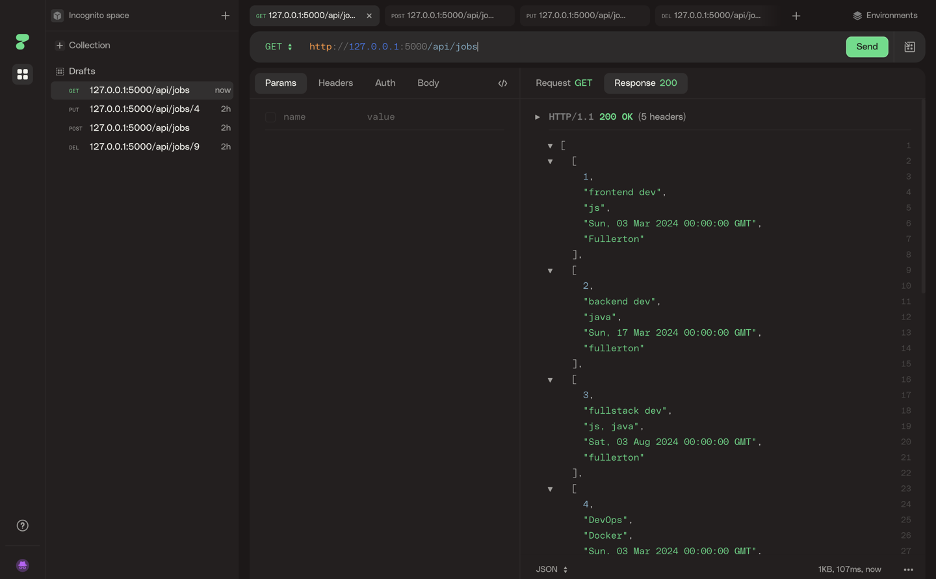 Incognito space
GET 127.0.0.1:5000/api/jo...
POST 127.0.0.1:5000/api/jo...
PUT 127.0.0.1:5000/api/jo...
DEL 127.0.0.1:5000/api/jo...
Environments
Collection
Drafts
GET 127.0.0.1:5000/api/jobs now
PUT 127.0.0.1:5000/api/jobs/4 2h
POST 127.0.0.1:5000/api/jobs 2h
DEL 127.0.0.1:5000/api/jobs/9 2h
GET http://127.0.0.1:5000/api/jobs
Send
Params Headers Auth Body </>
name value
Request GET Response 200
HTTP/1.1 200 OK (5 headers)
[ 1
[ 2
1, 3
"frontend dev", 4
"js", 5
"Sun, 03 Mar 2024 00:00:00 GMT", 6
"Fullerton" 7
], 8
[ 9
2, 10
"backend dev", 11
"java", 12
"Sun, 17 Mar 2024 00:00:00 GMT", 13
"fullerton" 14
], 15
[ 16
3, 17
"fullstack dev", 18
"js, java", 19
"Sat, 03 Aug 2024 00:00:00 GMT", 20
"fullerton" 21
], 22
[ 23
4, 24
"DevOps", 25
"Docker", 26
"Sun, 03 Mar 2024 00:00:00 GMT", 27
JSON
1KB, 107ms, now
?